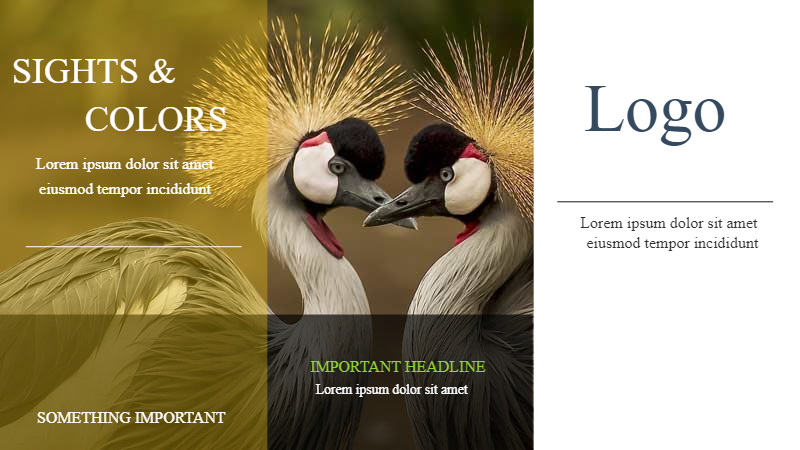 SIGHTS &
COLORS
Lorem ipsum dolor sit amet
eiusmod tempor incididunt
SOMETHING IMPORTANT
IMPORTANT HEADLINE
Lorem ipsum dolor sit amet
Logo
Lorem ipsum dolor sit amet
eiusmod tempor incididunt